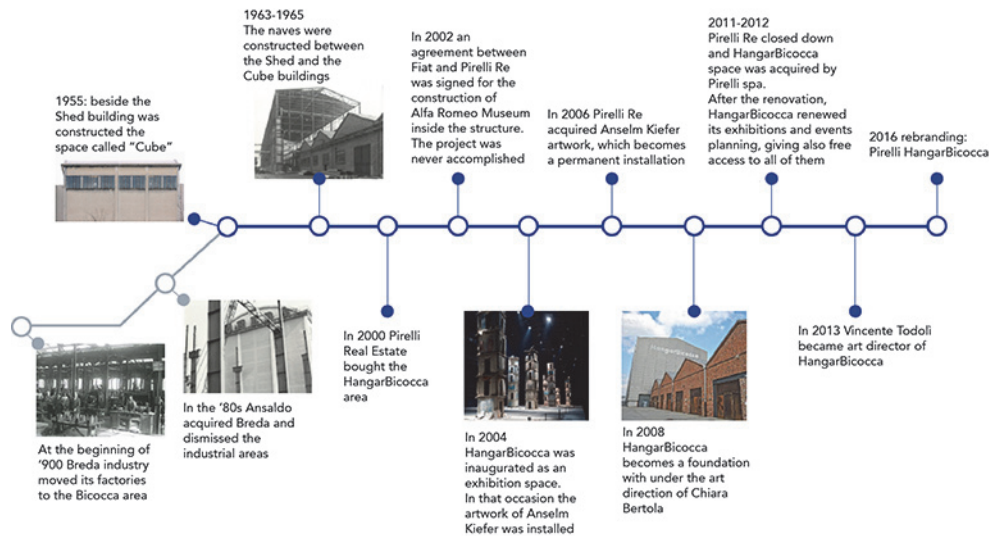 1955: beside the
Shed building was
constructed the
space called "Cube"
1963-1965
The naves were
constructed between
the Shed and the
Cube buildings
In 2002 an
agreement between
Fiat and Pirelli Re
was signed for the
construction of
Alfa Romeo Museum
inside the structure.
The project was
never accomplished
In 2006 Pirelli Re
acquired Anselm Kiefer
artwork, which becomes
a permanent installation
2011-2012
Pirelli Re closed down
and HangarBicocca
space was acquired by
Pirelli spa.
After the renovation,
HangarBicocca renewed
its exhibitions and events
planning, giving also free
access to all of them
2016 rebranding:
Pirelli HangarBicocca
At the beginning of
'900 Breda industry
moved its factories
to the Bicocca area
In the '80s Ansaldo
acquired Breda and
dismissed the
industrial areas
In 2000 Pirelli
Real Estate
bought the
HangarBicocca
area
In 2004
HangarBicocca was
inaugurated as an
exhibition space.
In that occasion the
artwork of Anselm
Kiefer was installed
HangarBicocca
In 2008
HangarBicocca
becomes a foundation
with under the art
direction of Chiara
Bertola
In 2013 Vincente Todolì
became art director of
HangarBicocca